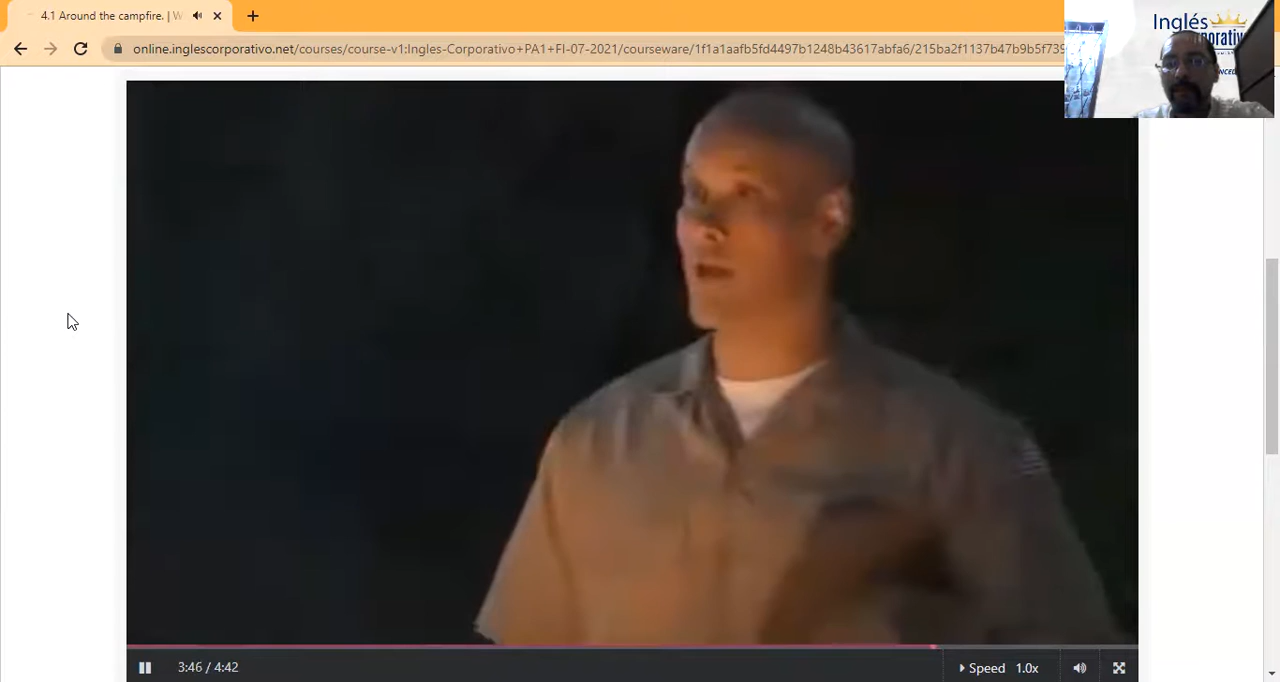 4.1 Around the campfire. | W
online.inglescorporativo.net/courses/course-v1:Ingles-Corporativo+PA1+FI-07-2021/courseware/1f1a1aafb5fd4497b1248b43617abfa6/215ba2f1137b47b9b5f739
Inglés
3:46 / 4:42
Speed 1.0x